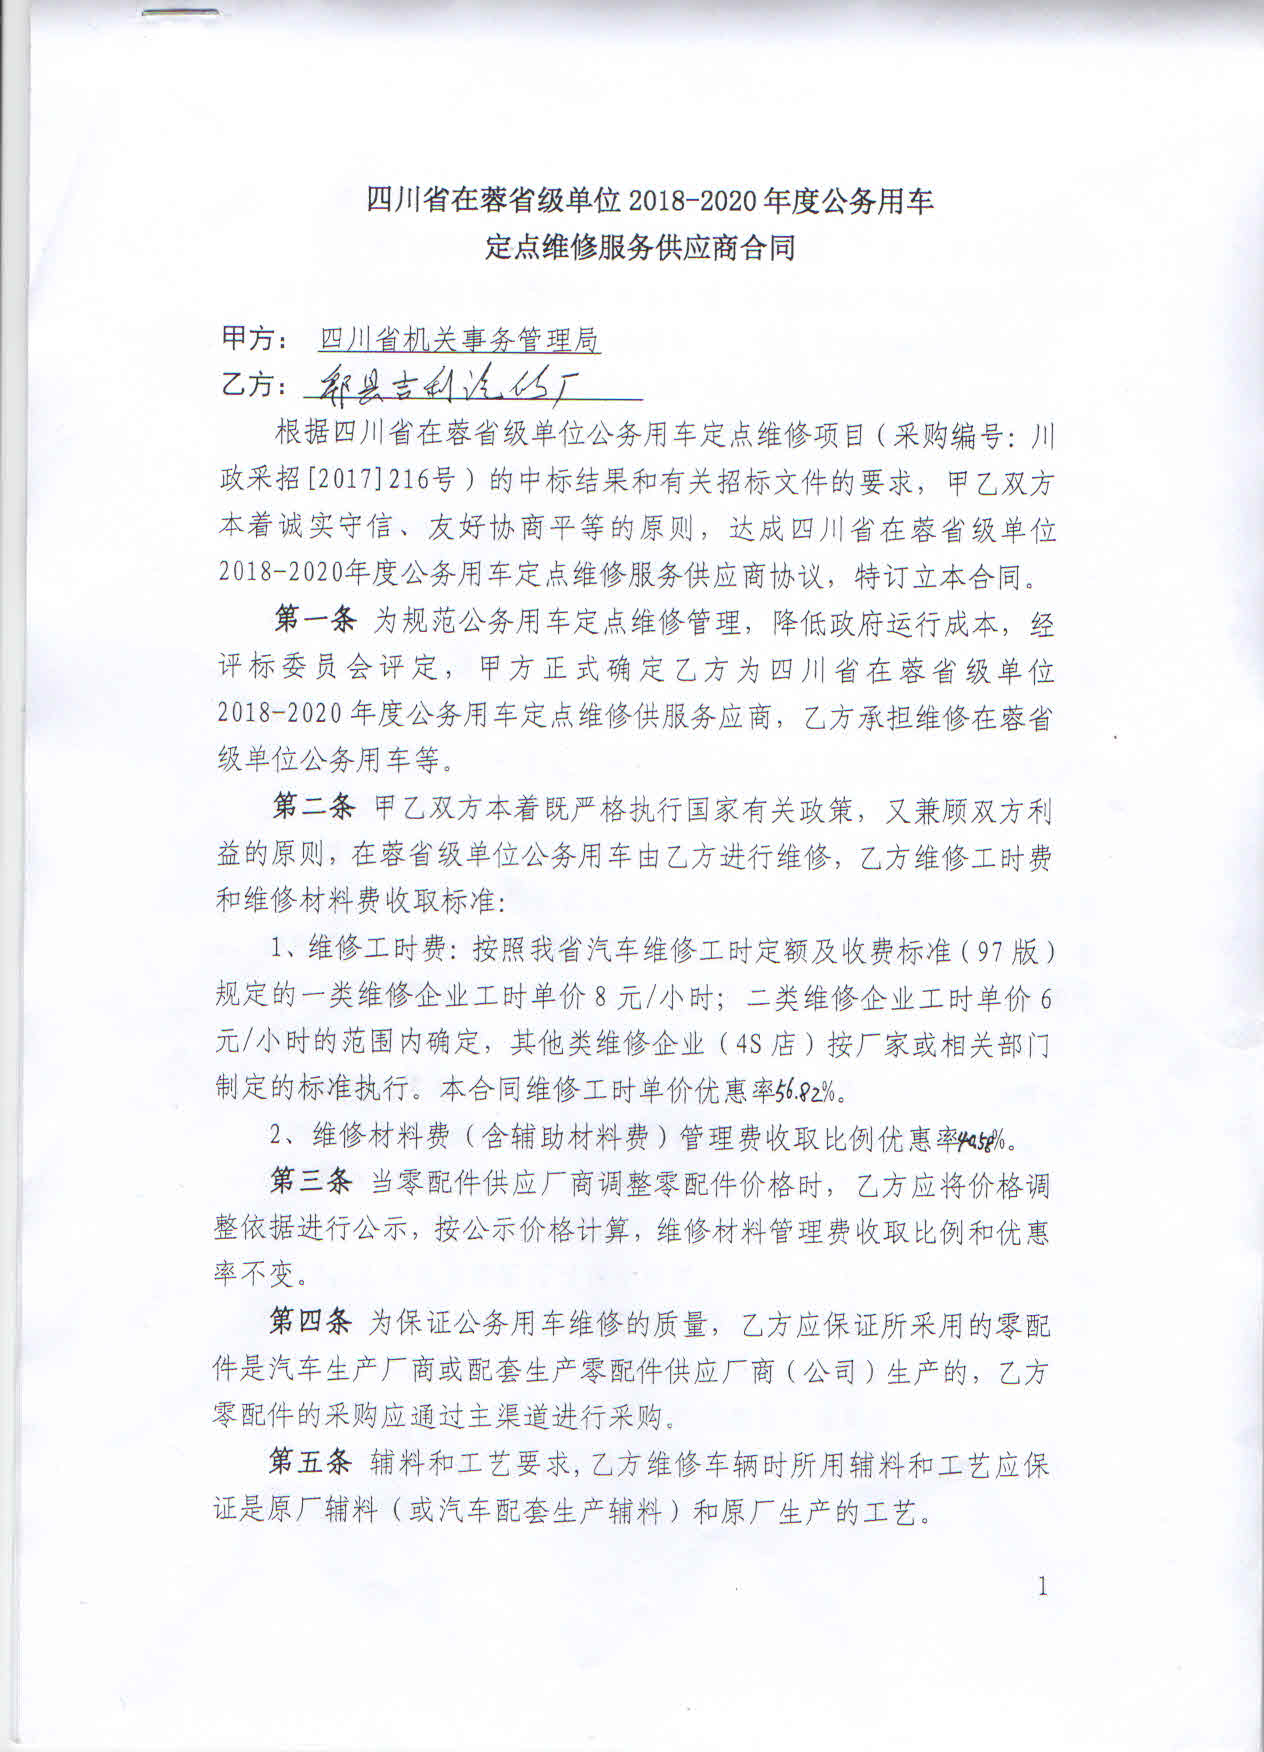 四川省在蓉省级单位 2018-2020 年度公务用车
定点维修服务供应商合同
甲方： 四川省机关事务管理局
乙方： 郫县吉利汽修厂
根据四川省在蓉省级单位公务用车定点维修项目（采购编号：川
政采招[2017]216号）的中标结果和有关招标文件的要求，甲乙双方
本着诚实守信、友好协商平等的原则，达成四川省在蓉省级单位
2018-2020年度公务用车定点维修服务供应商协议，特订立本合同。
第一条 为规范公务用车定点维修管理，降低政府运行成本，经
评标委员会评定，甲方正式确定乙方为四川省在蓉省级单位
2018-2020 年度公务用车定点维修供服务应商，乙方承担维修在蓉省
级单位公务用车等。
第二条 甲乙双方本着既严格执行国家有关政策，又兼顾双方利
益的原则，在蓉省级单位公务用车由乙方进行维修，乙方维修工时费
和维修材料费收取标准：
1、维修工时费：按照我省汽车维修工时定额及收费标准（97 版）
规定的一类维修企业工时单价 8 元/小时；二类维修企业工时单价 6
元/小时的范围内确定，其他类维修企业（4S 店）按厂家或相关部门
制定的标准执行。本合同维修工时单价优惠率56.82%。
2、维修材料费（含辅助材料费）管理费收取比例优惠率40.58%。
第三条 当零配件供应厂商调整零配件价格时，乙方应将价格调
整依据进行公示，按公示价格计算，维修材料管理费收取比例和优惠
率不变。
第四条 为保证公务用车维修的质量，乙方应保证所采用的零配
件是汽车生产厂商或配套生产零配件供应厂商（公司）生产的，乙方
零配件的采购应通过主渠道进行采购。
第五条 辅料和工艺要求,乙方维修车辆时所用辅料和工艺应保
证是原厂辅料（或汽车配套生产辅料）和原厂生产的工艺。
1